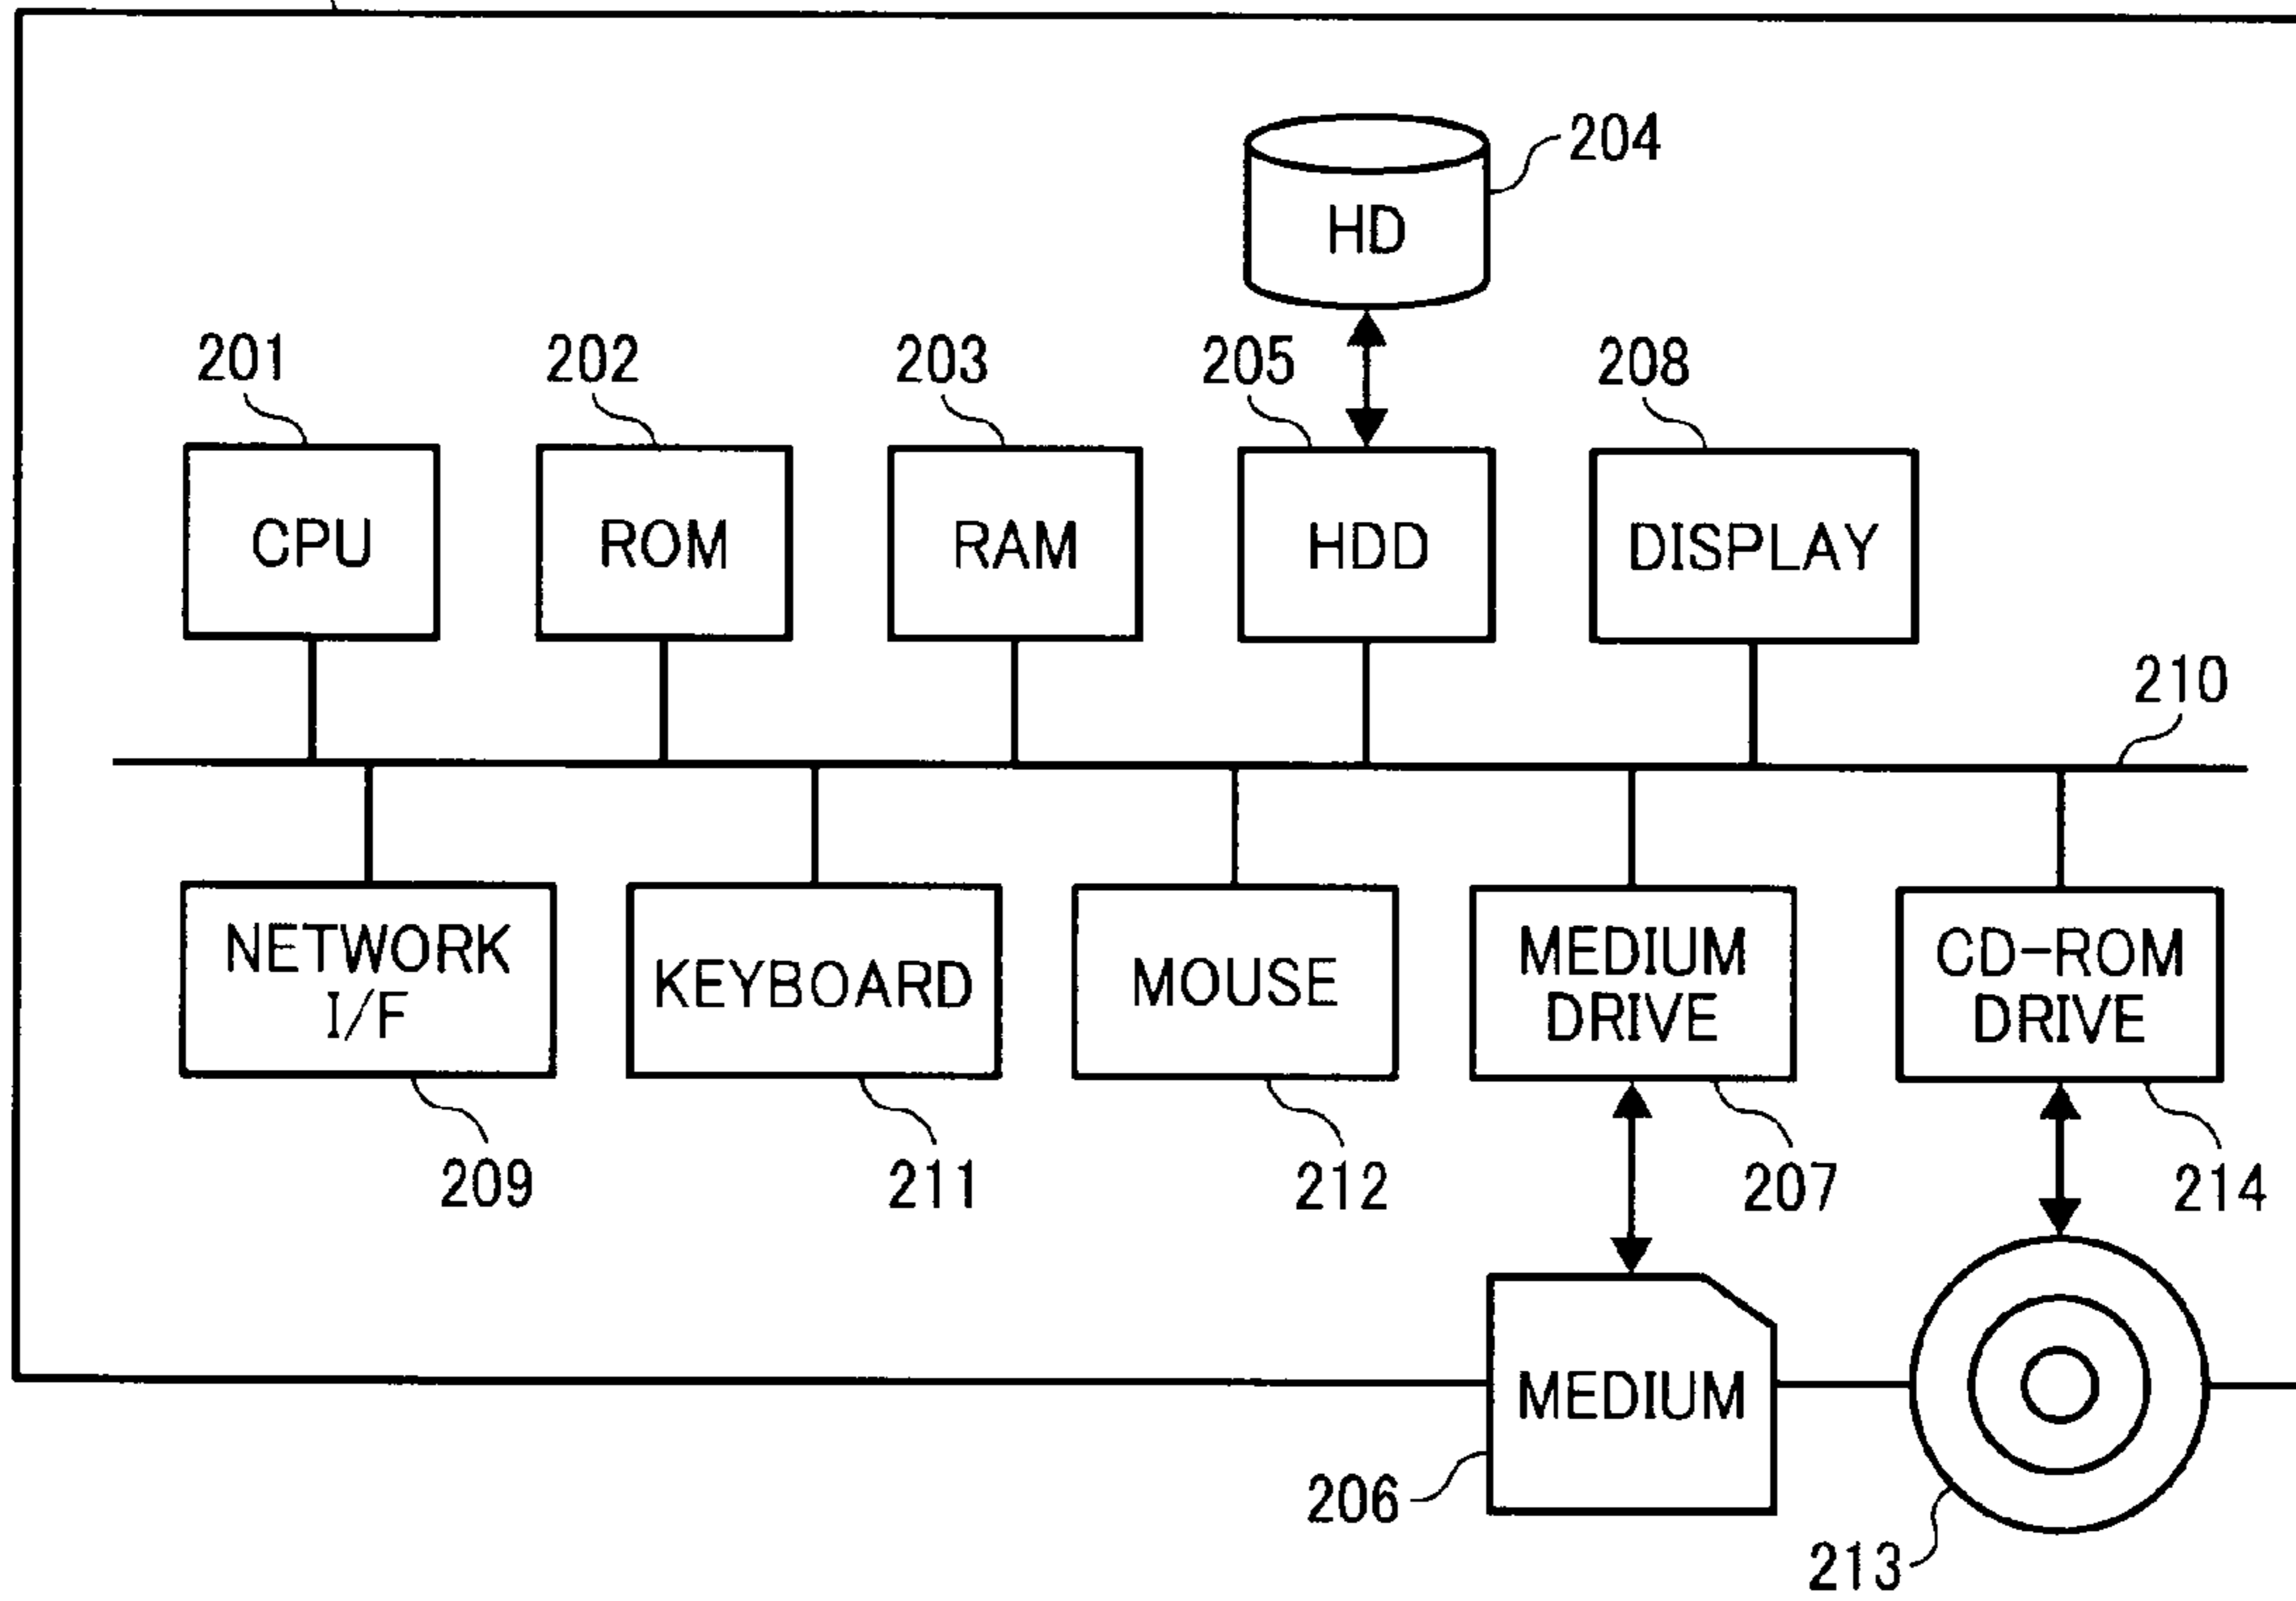 204
HD
201
202
203
205
208
CPU
ROM
RAM
HDD
DISPLAY
210
NETWORK
I/F
KEYBOARD
MOUSE
MEDIUM
DRIVE
CD-ROM
DRIVE
209
211
212
207
214
MEDIUM
206
213